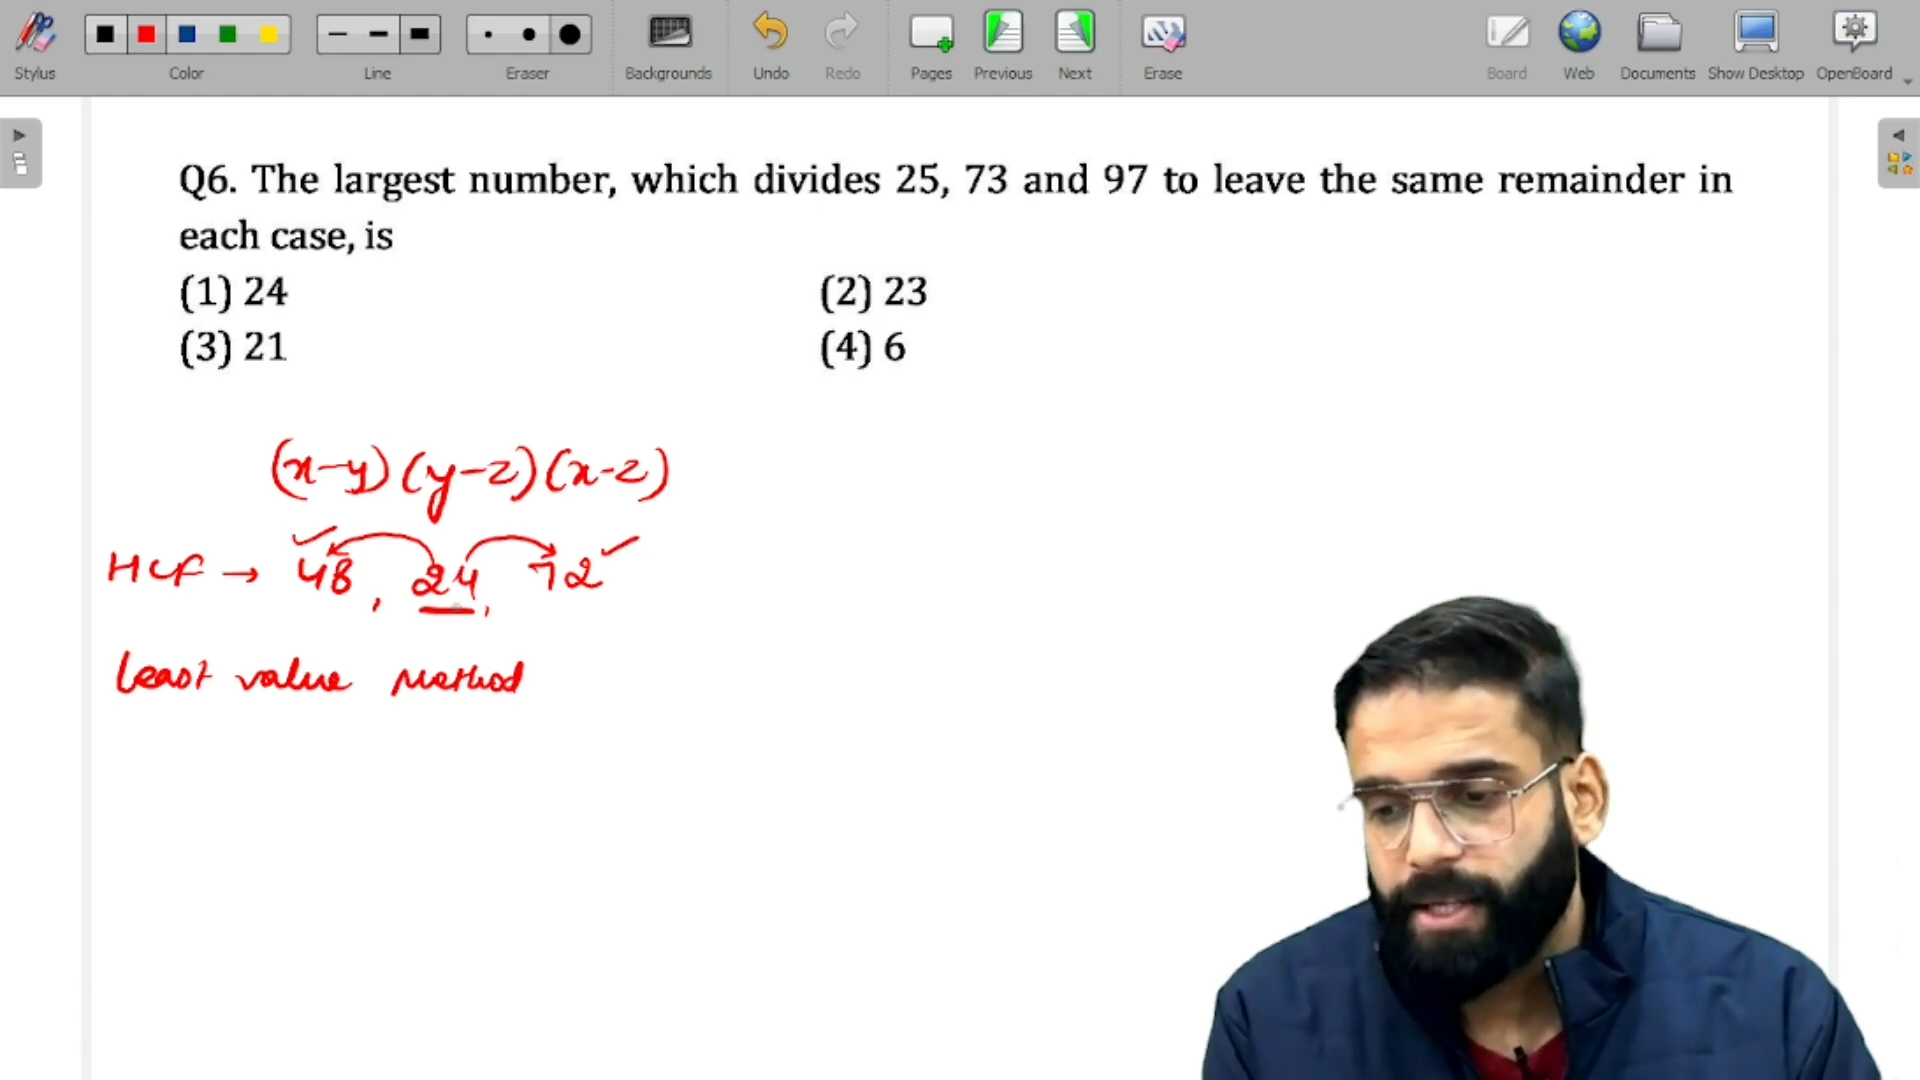 Stylus Color Line Eraser Backgrounds Undo Redo Pages Previous Next Erase Board Web Documents Show Desktop OpenBoard
Q6. The largest number, which divides 25, 73 and 97 to leave the same remainder in
each case, is
(1) 24 (2) 23
(3) 21 (4) 6
(x-y) (y-z) (x-z)
HCF → 48, 24, 72
Least value Method